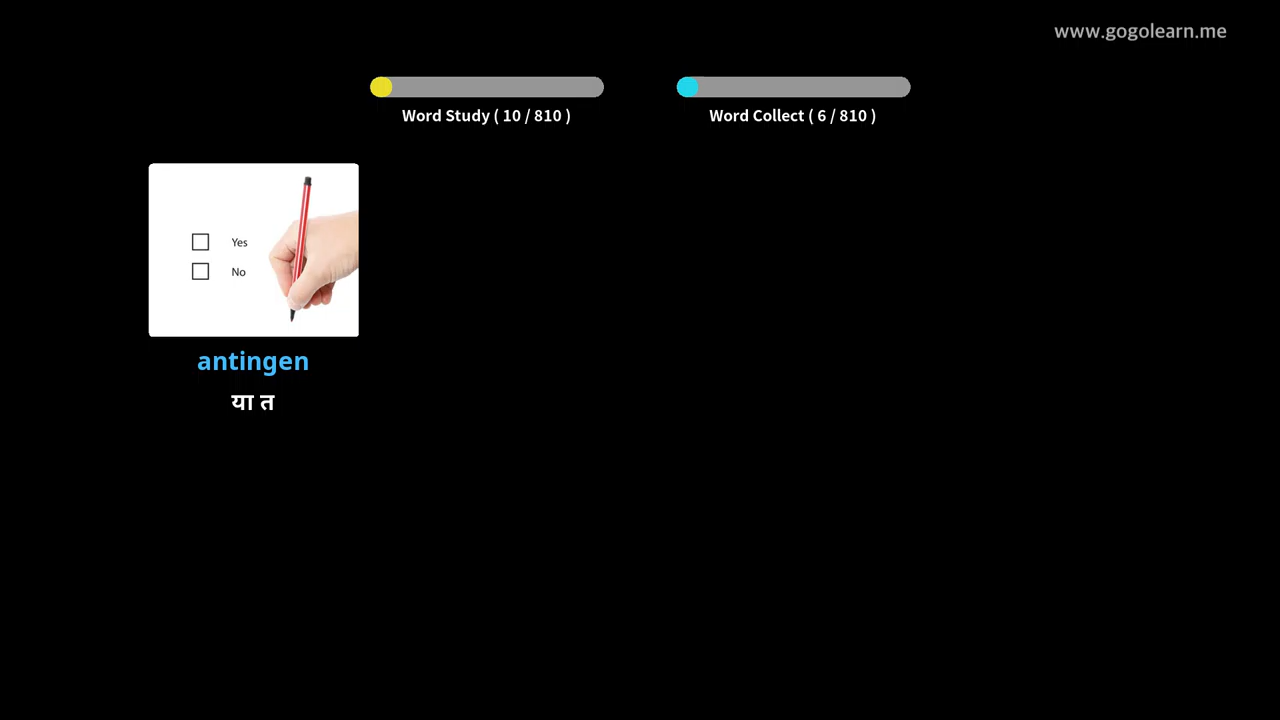 www.gogolearn.me
Word Study ( 10 / 810 )
Word Collect ( 6 / 810 )
Yes
No
antingen
या त